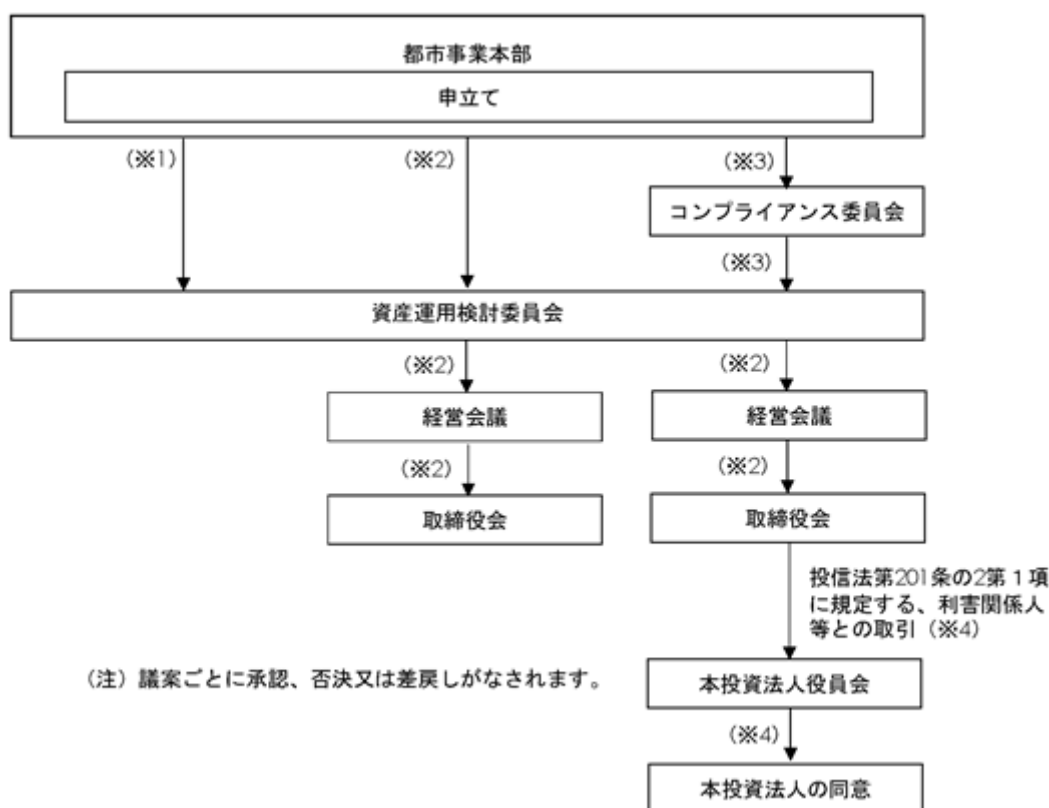 都市事業本部
申立て
（※1）
（※2）
（※3）
コンプライアンス委員会
（※3）
資産運用検討委員会
（※2）
（※2）
経営会議
経営会議
（※2）
（※2）
取締役会
取締役会
投信法第201条の2第１項
に規定する、利害関係人
等との取引（※4）
（注）議案ごとに承認、否決又は差戻しがなされます。
本投資法人役員会
（※4）
本投資法人の同意